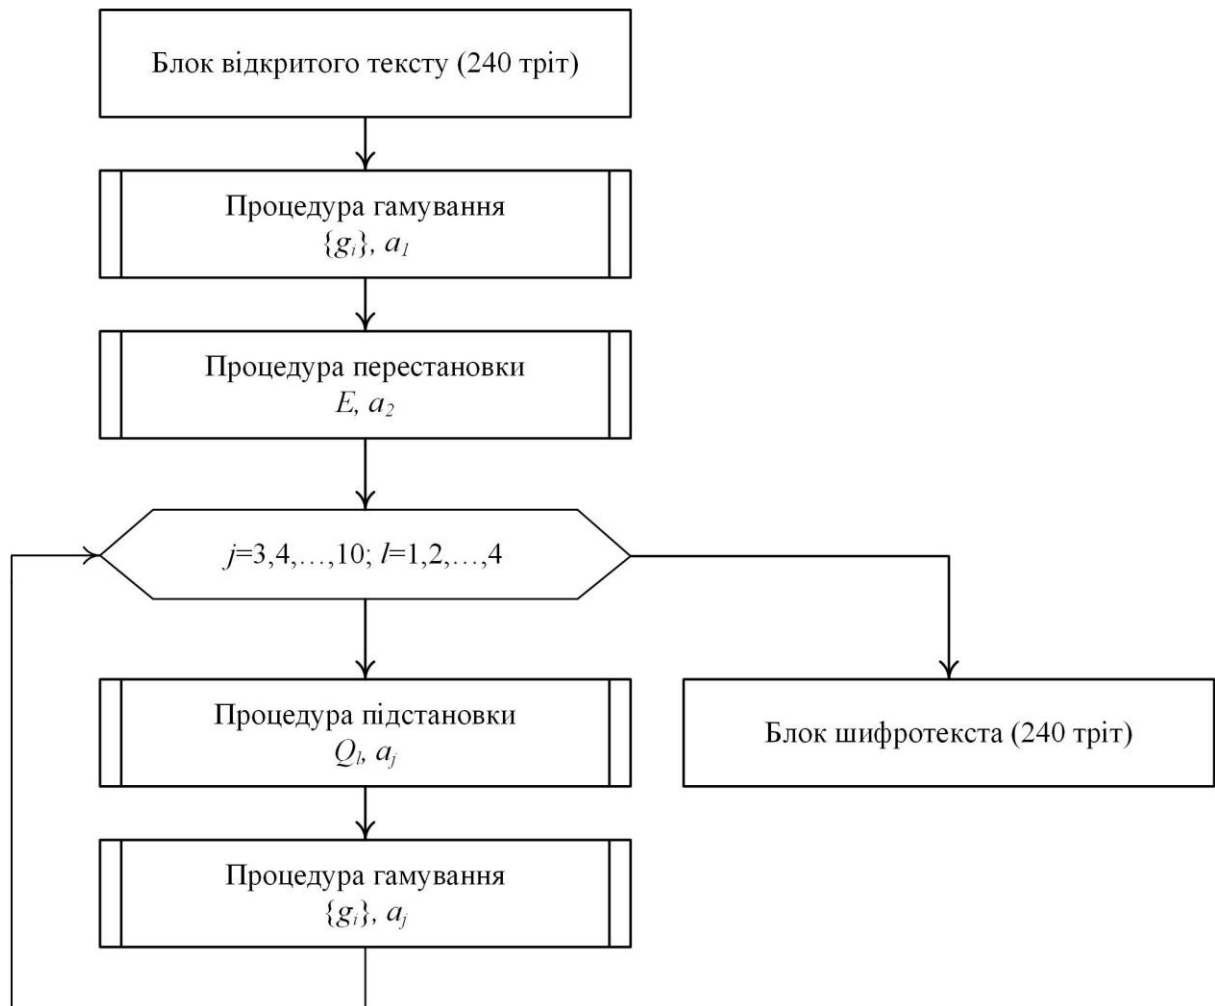 Блок відкритого тексту (240 тріт)
Процедура гамування
{gᵢ}, a₁
Процедура перестановки
E, a₂
j=3,4,…,10; l=1,2,…,4
Процедура підстановки
Qₗ, aⱼ
Блок шифротекста (240 тріт)
Процедура гамування
{gᵢ}, aⱼ